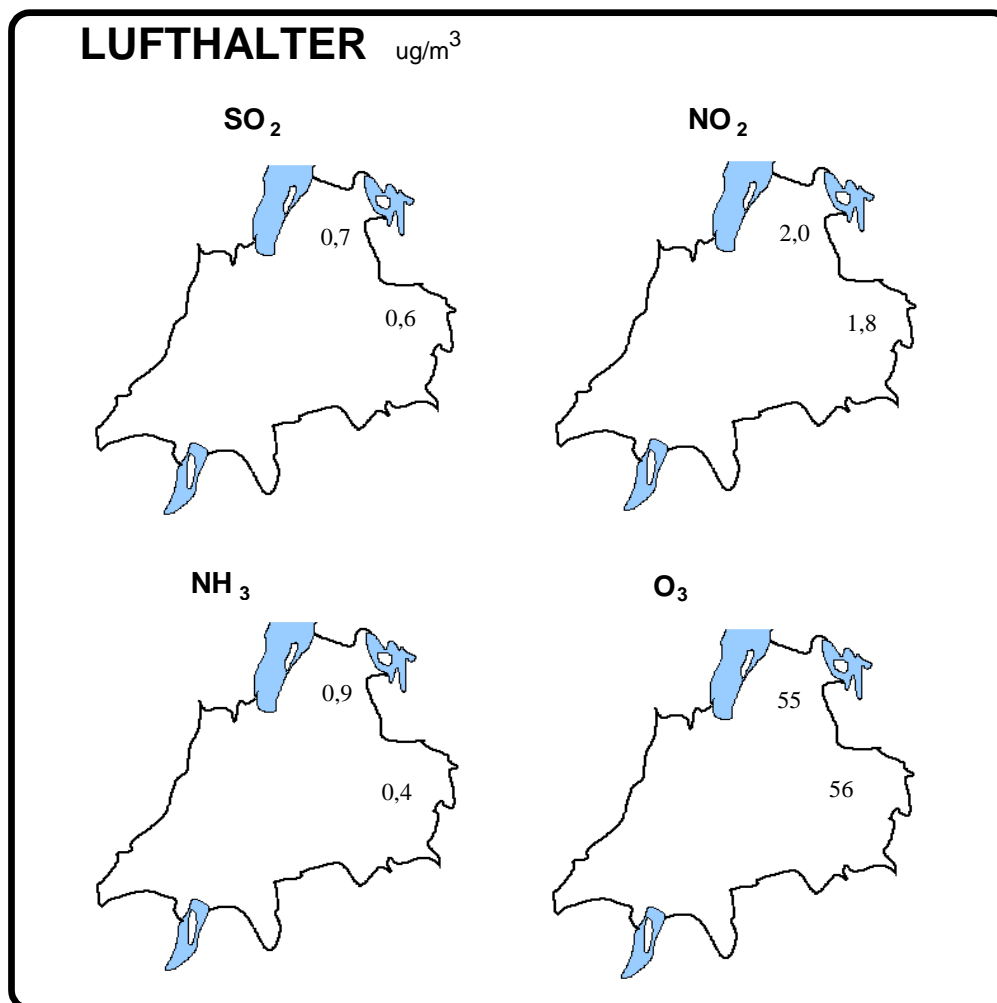 LUFTHALTER ug/m³
SO₂ NO₂
0,7 2,0
0,6 1,8
NH₃ O₃
0,9 55
0,4 56